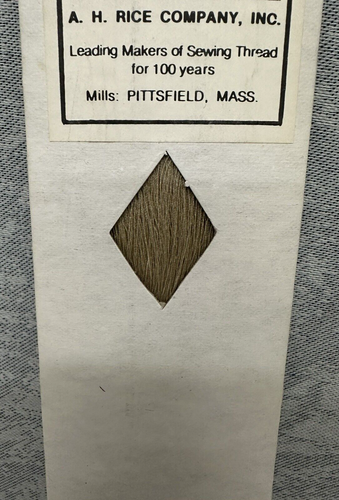 A. H. RICE COMPANY, INC.
Leading Makers of Sewing Thread
for 100 years
Mills: PITTSFIELD, MASS.